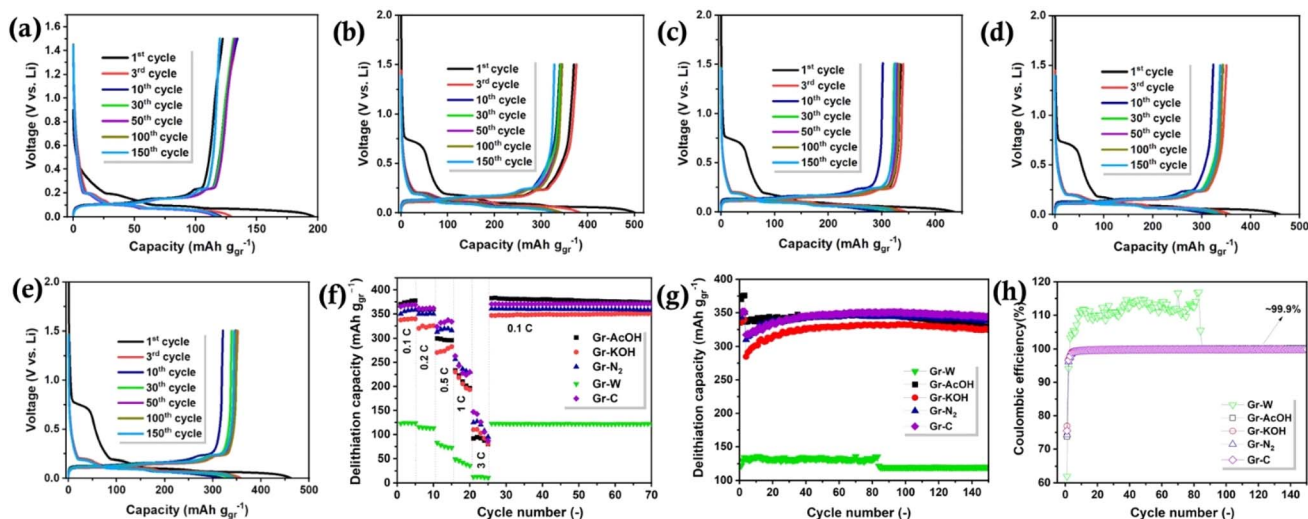 (a)
1.6
1.4
1.2
1.0
0.8
0.6
0.4
0.2
0.0
Voltage (V vs. Li)
1st cycle
3rd cycle
10th cycle
30th cycle
50th cycle
100th cycle
150th cycle
0 50 100 150 200
Capacity (mAh ggr-1)
(b)
2.0
1.5
1.0
0.5
0.0
Voltage (V vs. Li)
1st cycle
3rd cycle
10th cycle
30th cycle
50th cycle
100th cycle
150th cycle
0 100 200 300 400 500
Capacity (mAh ggr-1)
(c)
2.0
1.5
1.0
0.5
0.0
Voltage (V vs. Li)
1st cycle
3rd cycle
10th cycle
30th cycle
50th cycle
100th cycle
150th cycle
0 100 200 300 400
Capacity (mAh ggr-1)
(d)
2.0
1.5
1.0
0.5
0.0
Voltage (V vs. Li)
1st cycle
3rd cycle
10th cycle
30th cycle
50th cycle
100th cycle
150th cycle
0 100 200 300 400 500
Capacity (mAh ggr-1)
(e)
2.0
1.5
1.0
0.5
0.0
Voltage (V vs. Li)
1st cycle
3rd cycle
10th cycle
30th cycle
50th cycle
100th cycle
150th cycle
0 100 200 300 400 500
Capacity (mAh ggr-1)
(f)
400
350
300
250
200
150
100
50
0
Delithiation capacity (mAh ggr-1)
0.1 C
0.2 C
0.5 C
1 C
3 C
0.1 C
Gr-AcOH
Gr-KOH
Gr-N2
Gr-W
Gr-C
0 10 20 30 40 50 60 70
Cycle number (-)
(g)
400
350
300
250
200
150
100
Delithiation capacity (mAh ggr-1)
Gr-W
Gr-AcOH
Gr-KOH
Gr-N2
Gr-C
0 20 40 60 80 100 120 140
Cycle number (-)
(h)
120
110
100
90
80
70
60
Coulombic efficiency(%)
~99.9%
Gr-W
Gr-AcOH
Gr-KOH
Gr-N2
Gr-C
0 20 40 60 80 100 120 140
Cycle number (-)